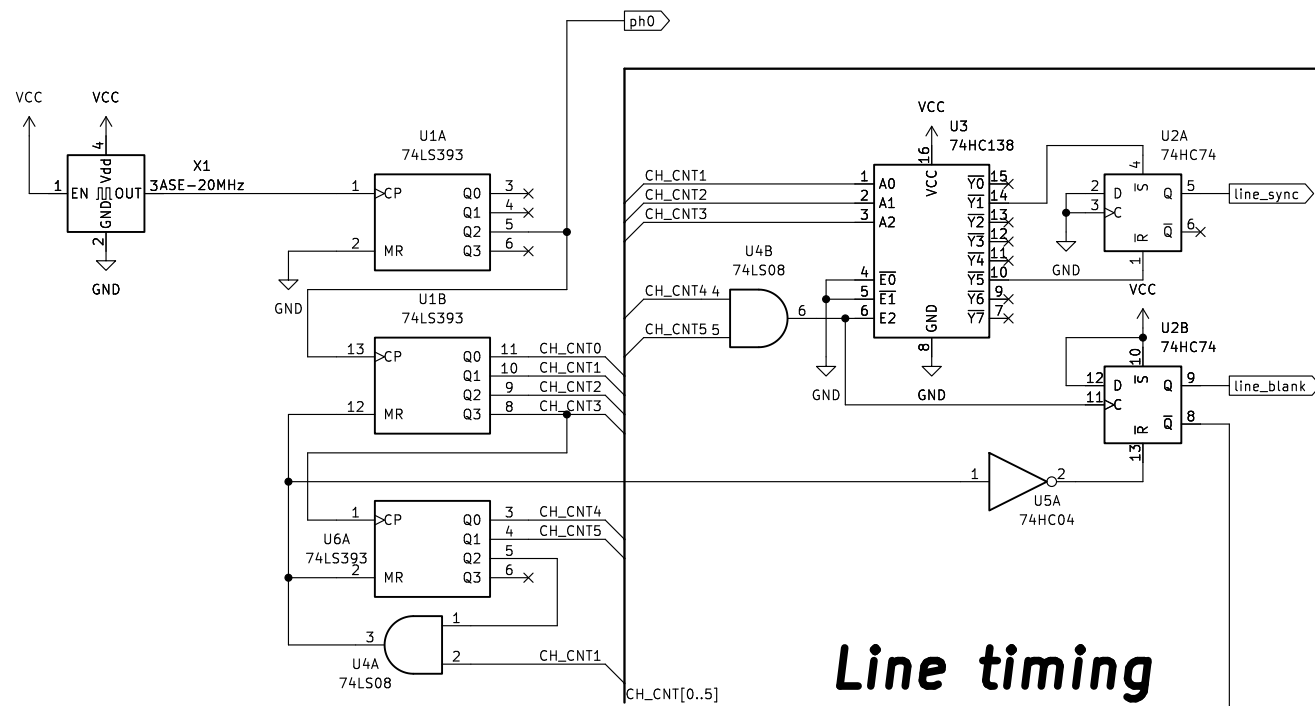 ph0
VCC
VCC
4
Vdd
EN
OUT
GND
1
2
X1
3ASE-20MHz
GND
U1A
74LS393
1
CP
2
MR
Q0
3
Q1
4
Q2
5
Q3
6
GND
U1B
74LS393
13
CP
12
MR
Q0
11
CH_CNT0
Q1
10
CH_CNT1
Q2
9
CH_CNT2
Q3
8
CH_CNT3
U6A
74LS393
1
CP
2
MR
Q0
3
CH_CNT4
Q1
4
CH_CNT5
Q2
5
Q3
6
3
1
2
CH_CNT1
U4A
74LS08
CH_CNT[0..5]
CH_CNT1
CH_CNT2
CH_CNT3
CH_CNT4 4
CH_CNT5 5
U4B
74LS08
6
VCC
U3
74HC138
16
VCC
1
A0
2
A1
3
A2
4
E0
5
E1
6
E2
Y0
15
Y1
14
Y2
13
Y3
12
Y4
11
Y5
10
Y6
9
Y7
7
GND
8
GND
GND
U2A
74HC74
4
S
2
D
3
C
Q
5
Q
6
R
1
GND
line_sync
VCC
U2B
74HC74
10
S
12
D
11
C
Q
9
Q
8
R
13
line_blank
1
2
U5A
74HC04
Line timing